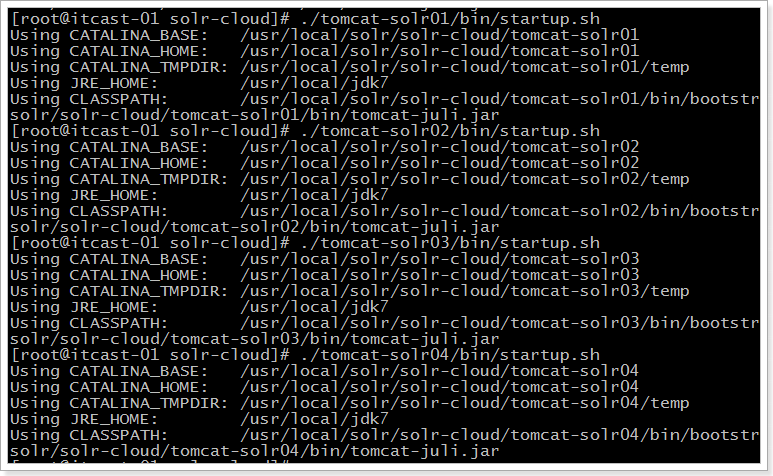 [root@itcast-01 solr-cloud]# ./tomcat-solr01/bin/startup.sh
Using CATALINA_BASE:   /usr/local/solr/solr-cloud/tomcat-solr01
Using CATALINA_HOME:   /usr/local/solr/solr-cloud/tomcat-solr01
Using CATALINA_TMPDIR: /usr/local/solr/solr-cloud/tomcat-solr01/temp
Using JRE_HOME:        /usr/local/jdk7
Using CLASSPATH:       /usr/local/solr/solr-cloud/tomcat-solr01/bin/bootstr
solr/solr-cloud/tomcat-solr01/bin/tomcat-juli.jar
[root@itcast-01 solr-cloud]# ./tomcat-solr02/bin/startup.sh
Using CATALINA_BASE:   /usr/local/solr/solr-cloud/tomcat-solr02
Using CATALINA_HOME:   /usr/local/solr/solr-cloud/tomcat-solr02
Using CATALINA_TMPDIR: /usr/local/solr/solr-cloud/tomcat-solr02/temp
Using JRE_HOME:        /usr/local/jdk7
Using CLASSPATH:       /usr/local/solr/solr-cloud/tomcat-solr02/bin/bootstr
solr/solr-cloud/tomcat-solr02/bin/tomcat-juli.jar
[root@itcast-01 solr-cloud]# ./tomcat-solr03/bin/startup.sh
Using CATALINA_BASE:   /usr/local/solr/solr-cloud/tomcat-solr03
Using CATALINA_HOME:   /usr/local/solr/solr-cloud/tomcat-solr03
Using CATALINA_TMPDIR: /usr/local/solr/solr-cloud/tomcat-solr03/temp
Using JRE_HOME:        /usr/local/jdk7
Using CLASSPATH:       /usr/local/solr/solr-cloud/tomcat-solr03/bin/bootstr
solr/solr-cloud/tomcat-solr03/bin/tomcat-juli.jar
[root@itcast-01 solr-cloud]# ./tomcat-solr04/bin/startup.sh
Using CATALINA_BASE:   /usr/local/solr/solr-cloud/tomcat-solr04
Using CATALINA_HOME:   /usr/local/solr/solr-cloud/tomcat-solr04
Using CATALINA_TMPDIR: /usr/local/solr/solr-cloud/tomcat-solr04/temp
Using JRE_HOME:        /usr/local/jdk7
Using CLASSPATH:       /usr/local/solr/solr-cloud/tomcat-solr04/bin/bootstr
solr/solr-cloud/tomcat-solr04/bin/tomcat-juli.jar